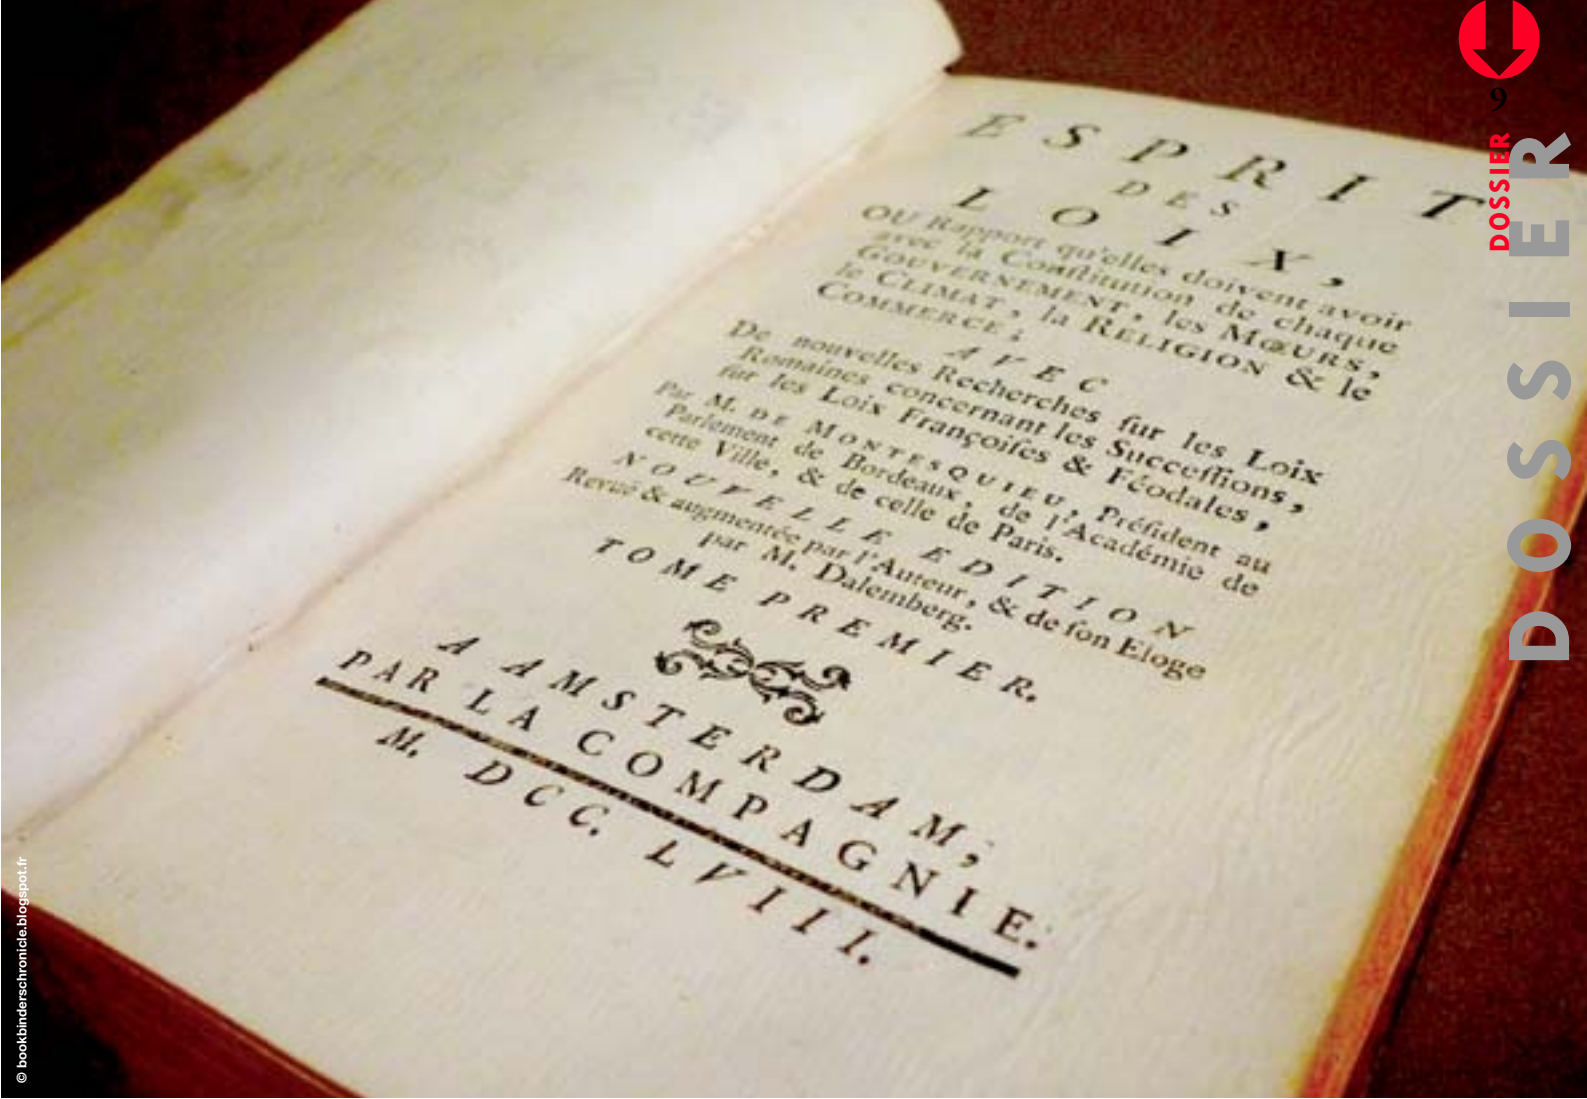 ESPRIT
DES
LOIX,
OU Rapport qu'elles doivent avoir
avec la Conſtitution de chaque
GOUVERNEMENT, les MŒURS,
le CLIMAT, la RELIGION & le
COMMERCE;
AVEC
De nouvelles Recherches ſur les Loix
Romaines concernant les Succeſſions,
ſur les Loix Françoiſes & Féodales,
Par M. DE MONTESQUIEU, Préſident au
Parlement de Bordeaux, de l'Académie de
cette Ville, & de celle de Paris.
NOUVELLE EDITION
Revuë & augmentée par l'Auteur, & de ſon Eloge
par M. Dalemberg.
TOME PREMIER.
A AMSTERDAM,
PAR LA COMPAGNIE.
M. DCC. LVIII.
9
DOSSIER
DOSSIER
© bookbinderschronicle.blogspot.fr